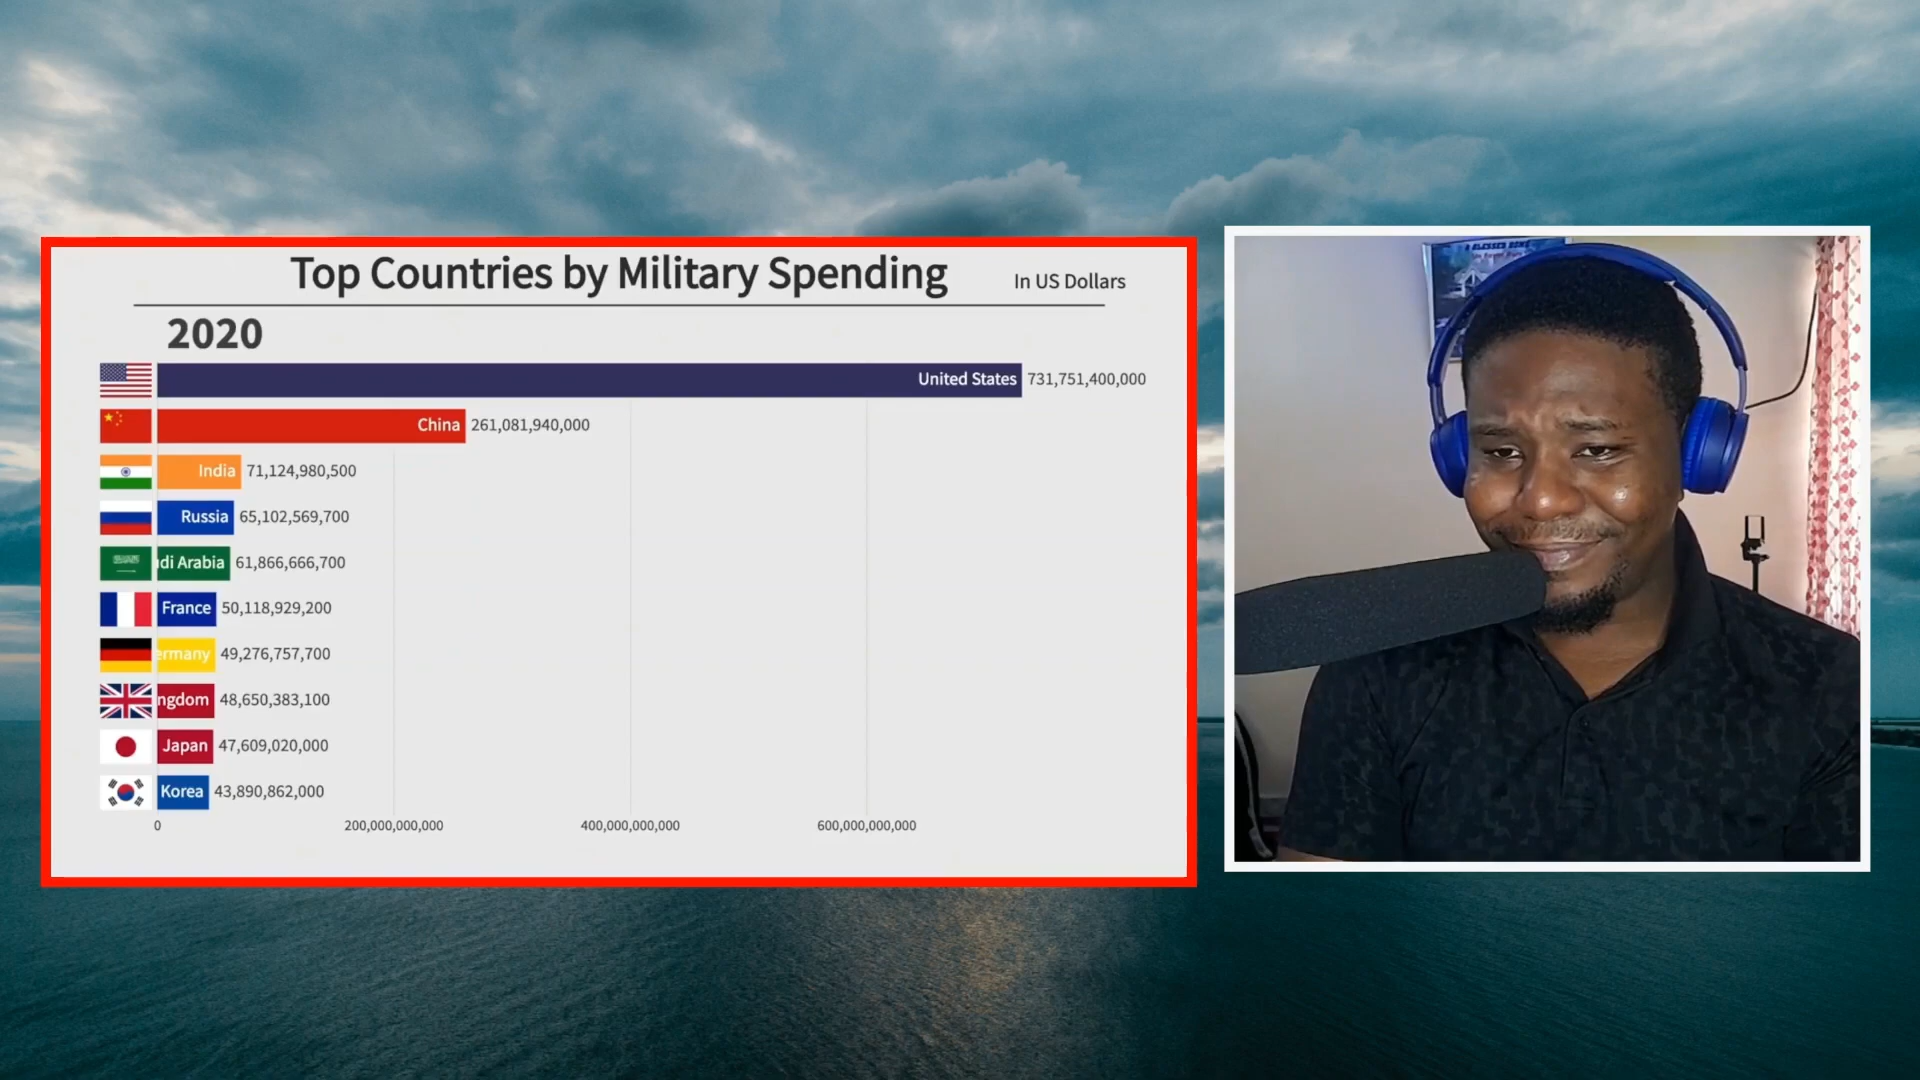 Top Countries by Military Spending In US Dollars
2020
United States 731,751,400,000
China 261,081,940,000
India 71,124,980,500
Russia 65,102,569,700
di Arabia 61,866,666,700
France 50,118,929,200
ermany 49,276,757,700
ngdom 48,650,383,100
Japan 47,609,020,000
Korea 43,890,862,000
0 200,000,000,000 400,000,000,000 600,000,000,000
A BLESSED HOME